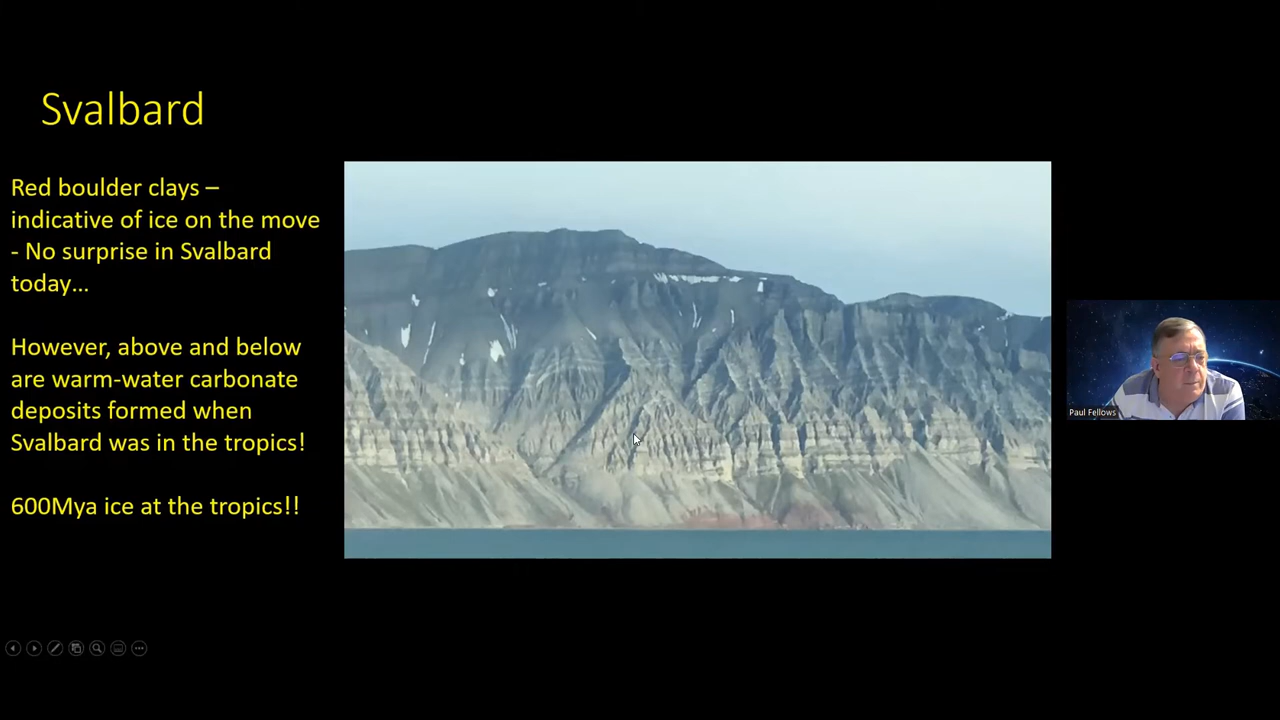 Svalbard
Red boulder clays –
indicative of ice on the move
- No surprise in Svalbard
today...
However, above and below
are warm-water carbonate
deposits formed when
Svalbard was in the tropics!
600Mya ice at the tropics!!
Paul Fellows